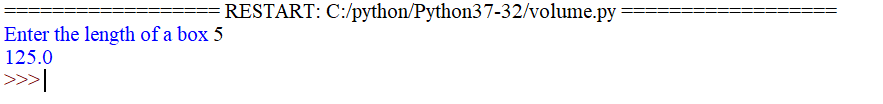 ================== RESTART: C:/python/Python37-32/volume.py ==================
Enter the length of a box 5
125.0
>>>